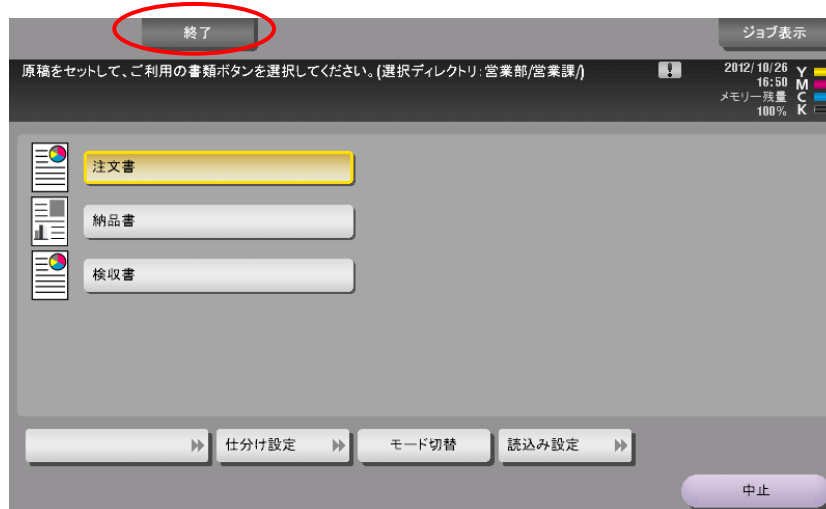 終了
ジョブ表示
原稿をセットして、ご利用の書類ボタンを選択してください。(選択ディレクトリ:営業部/営業課/)
2012/10/26
16:50
メモリー残量
100%
Y
M
C
K
注文書
納品書
検収書
仕分け設定
モード切替
読込み設定
中止